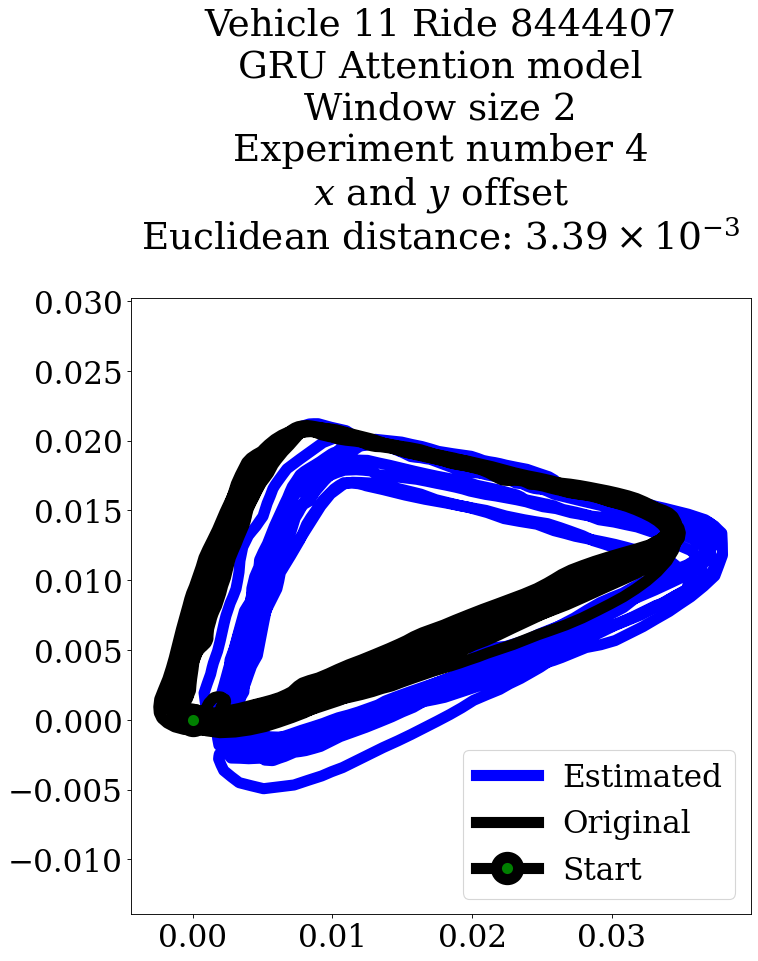 Vehicle 11 Ride 8444407
GRU Attention model
Window size 2
Experiment number 4
x and y offset
Euclidean distance: 3.39 × 10⁻³
0.030
0.025
0.020
0.015
0.010
0.005
0.000
−0.005
−0.010
Estimated
Original
Start
0.00 0.01 0.02 0.03